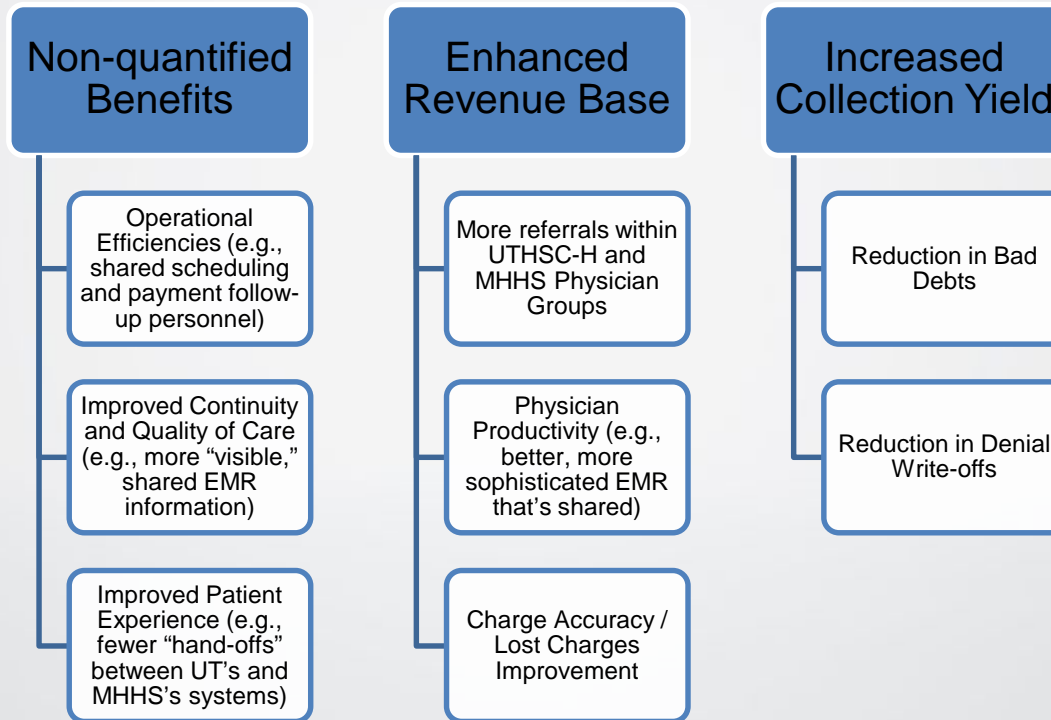 Non-quantified
Benefits
Operational
Efficiencies (e.g.,
shared scheduling
and payment follow-
up personnel)
Improved Continuity
and Quality of Care
(e.g., more “visible,”
shared EMR
information)
Improved Patient
Experience (e.g.,
fewer “hand-offs”
between UT’s and
MHHS’s systems)
Enhanced
Revenue Base
More referrals within
UTHSC-H and
MHHS Physician
Groups
Physician
Productivity (e.g.,
better, more
sophisticated EMR
that’s shared)
Charge Accuracy /
Lost Charges
Improvement
Increased
Collection Yield
Reduction in Bad
Debts
Reduction in Denial
Write-offs